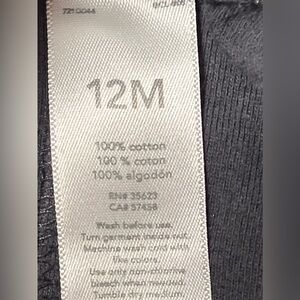 12M
100% cotton
100 % coton
100% algodón
RN# 35623
CA# 57458
Wash before use.
Turn garment inside out.
Machine wash cold with
like colors.
Use only non-chlorine
bleach when needed.
Tumble dry medium